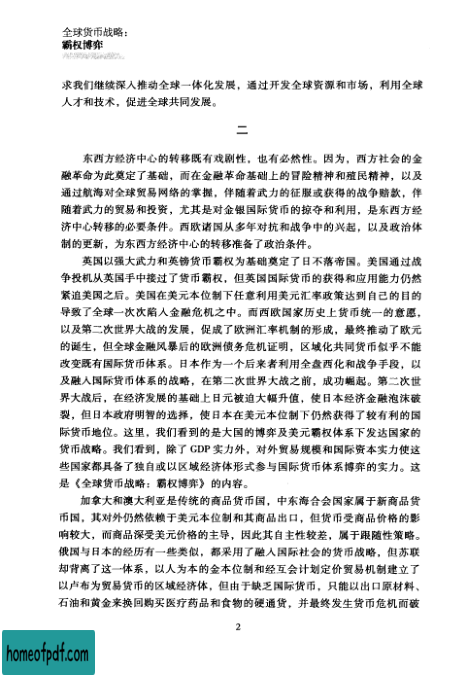 全球货币战略：
霸权博弈
求我们继续深入推动全球一体化发展，通过开发全球资源和市场，利用全球
人才和技术，促进全球共同发展。
二
东西方经济中心的转移既有戏剧性，也有必然性。因为，西方社会的金
融革命为此奠定了基础，而在金融革命基础上的冒险精神和殖民精神，以及
通过航海对全球贸易网络的掌握，伴随着武力的征服或获得的战争赔款，伴
随着武力的贸易和投资，尤其是对金银国际货币的掠夺和利用，是东西方经
济中心转移的必要条件。西欧诸国从多年对抗和战争中的兴起，以及政治体
制的更新，为东西方经济中心的转移准备了政治条件。
英国以强大武力和英镑货币霸权为基础奠定了日不落帝国。美国通过战
争投机从英国手中接过了货币霸权，但英国国际货币的获得和应用能力仍然
紧追美国之后。美国在美元本位制下任意利用美元汇率政策达到自己的目的
导致了全球一次次陷入金融危机之中。而西欧国家历史上货币统一的意愿，
以及第二次世界大战的发展，促成了欧洲汇率机制的形成，最终推动了欧元
的诞生，但全球金融风暴后的欧洲债务危机证明，区域化共同货币似乎不能
改变既有国际货币体系。日本作为一个后来者利用全盘西化和战争手段，以
及融入国际货币体系的战略，在第二次世界大战之前，成功崛起。第二次世
界大战后，在经济发展的基础上日元被迫大幅升值，使日本经济金融泡沫破
裂，但日本政府明智的选择，使日本在美元本位制下仍然获得了较有利的国
际货币地位。这里，我们看到的是大国的博弈及美元霸权体系下发达国家的
货币战略。我们看到，除了 GDP 实力外，对外贸易规模和国际资本实力使这
些国家都具备了独自或以区域经济体形式参与国际货币体系博弈的实力。这
是《全球货币战略：霸权博弈》的内容。
加拿大和澳大利亚是传统的商品货币国，中东海合会国家属于新商品货
币国，其对外仍然依赖于美元本位制和其商品出口，但货币受商品价格的影
响较大，而商品深受美元价格的主导，因此其自主性较差，属于跟随性策略。
俄国与日本的经历有一些类似，都采用了融入国际社会的货币战略，但苏联
却背离了这一体系，以人为本的金本位制和经互会计划定价贸易机制建立了
以卢布为贸易货币的区域经济体，但由于缺乏国际货币，只能以出口原材料、
石油和黄金来换回购买医疗药品和食物的硬通货，并最终发生货币危机而破
2
homeofpdf.com